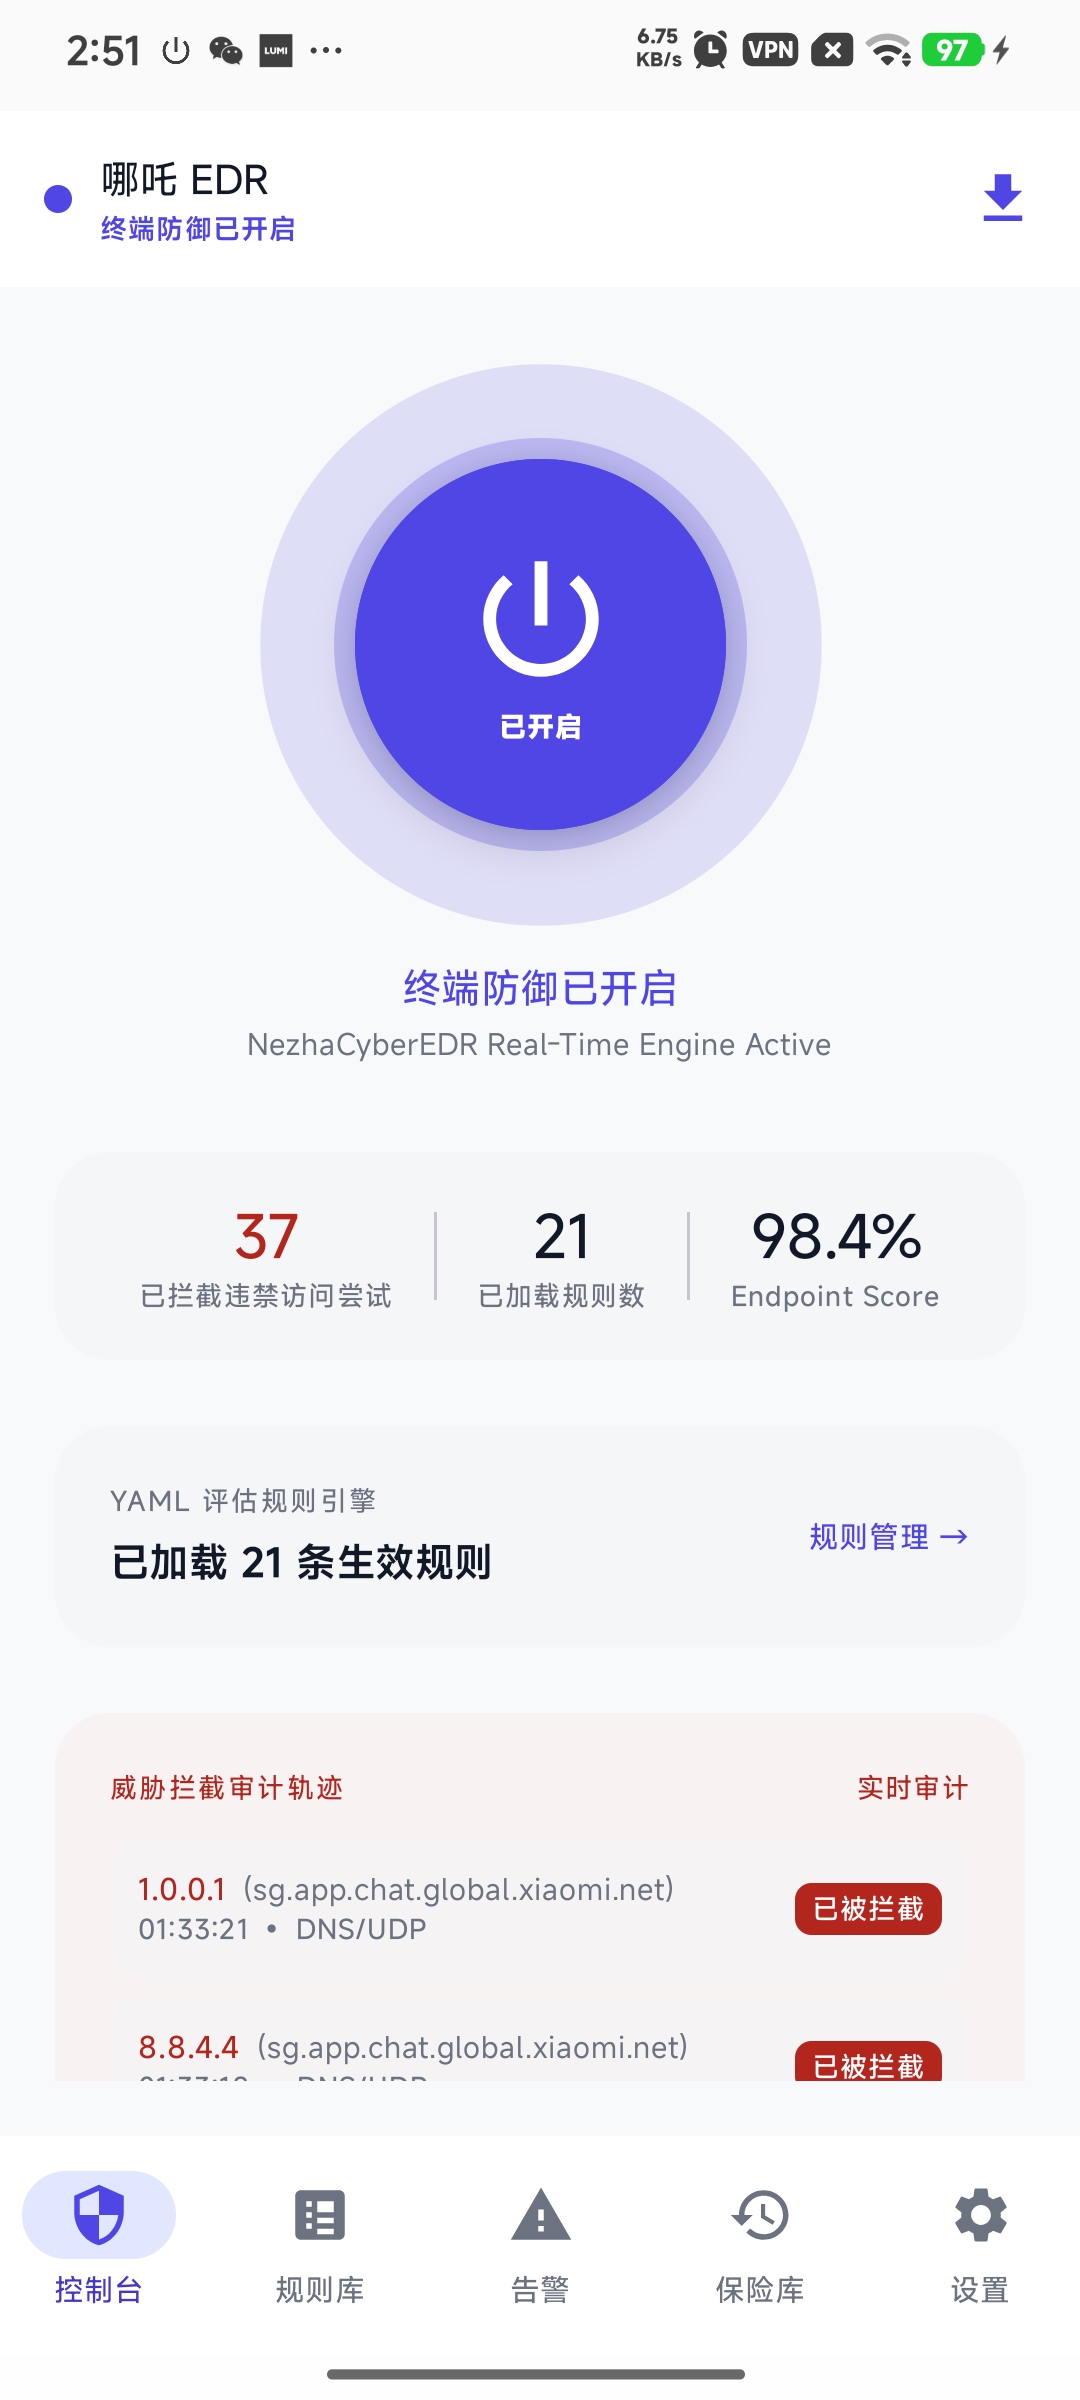 2:51
LUMI
...
6.75
KB/s
VPN
97
哪吒 EDR
终端防御已开启
已开启
终端防御已开启
NezhaCyberEDR Real-Time Engine Active
37
已拦截违禁访问尝试
21
已加载规则数
98.4%
Endpoint Score
YAML 评估规则引擎
已加载 21 条生效规则
规则管理 →
威胁拦截审计轨迹
实时审计
1.0.0.1 (sg.app.chat.global.xiaomi.net)
01:33:21 • DNS/UDP
已被拦截
8.8.4.4 (sg.app.chat.global.xiaomi.net)
已被拦截
控制台
规则库
告警
保险库
设置